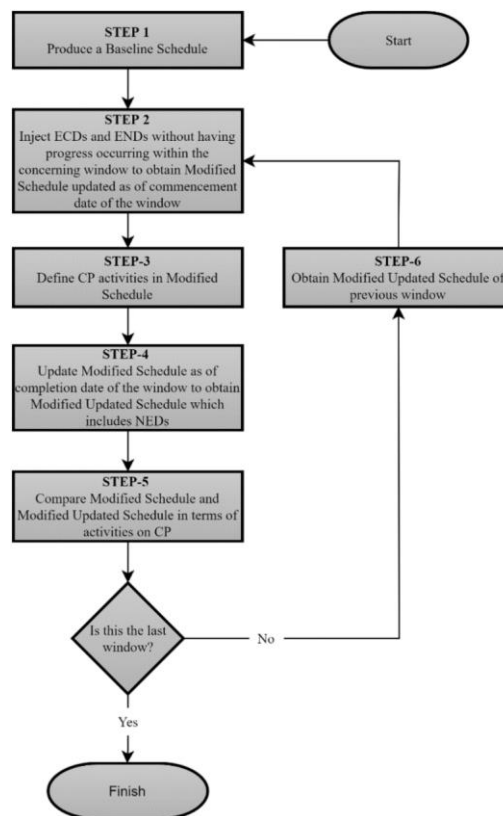 STEP 1
Produce a Baseline Schedule
Start
STEP 2
Inject ECDs and ENDs without having
progress occurring within the
concerning window to obtain Modified
Schedule updated as of commencement
date of the window
STEP-3
Define CP activities in Modified
Schedule
STEP-6
Obtain Modified Updated Schedule of
previous window
STEP-4
Update Modified Schedule as of
completion date of the window to obtain
Modified Updated Schedule which
includes NEDs
STEP-5
Compare Modified Schedule and
Modified Updated Schedule in terms of
activities on CP
Is this the last
window?
No
Yes
Finish